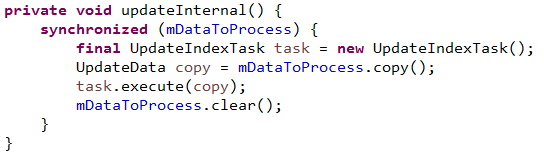 private void updateInternal() {
    synchronized (mDataToProcess) {
        final UpdateIndexTask task = new UpdateIndexTask();
        UpdateData copy = mDataToProcess.copy();
        task.execute(copy);
        mDataToProcess.clear();
    }
}